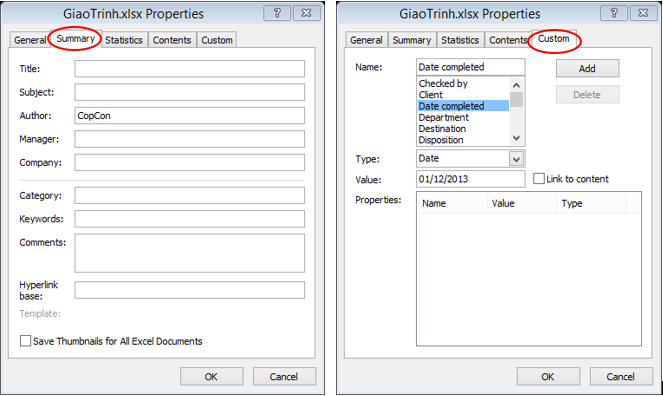 GiaoTrinh.xlsx Properties
General Summary Statistics Contents Custom
Title:
Subject:
Author: CopCon
Manager:
Company:
Category:
Keywords:
Comments:
Hyperlink
base:
Template:
Save Thumbnails for All Excel Documents
OK Cancel
GiaoTrinh.xlsx Properties
General Summary Statistics Contents Custom
Name: Date completed Add
Checked by
Client
Date completed
Department
Destination
Disposition
Delete
Type: Date
Value: 01/12/2013 Link to content
Properties: Name Value Type
OK Cancel